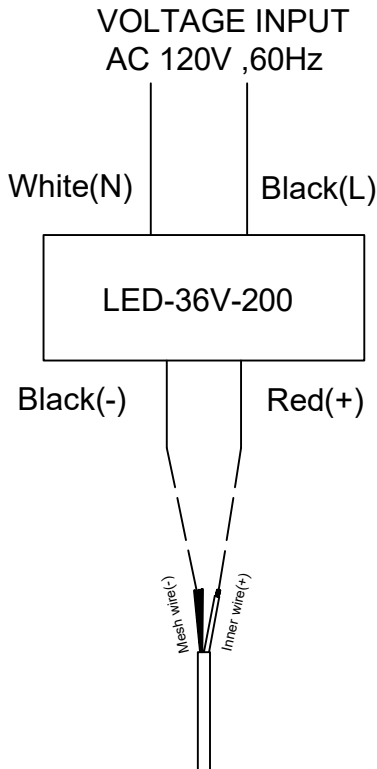 VOLTAGE INPUT
AC 120V ,60Hz
White(N)
Black(L)
LED-36V-200
Black(-)
Red(+)
Mesh wire(-)
Inner wire(+)